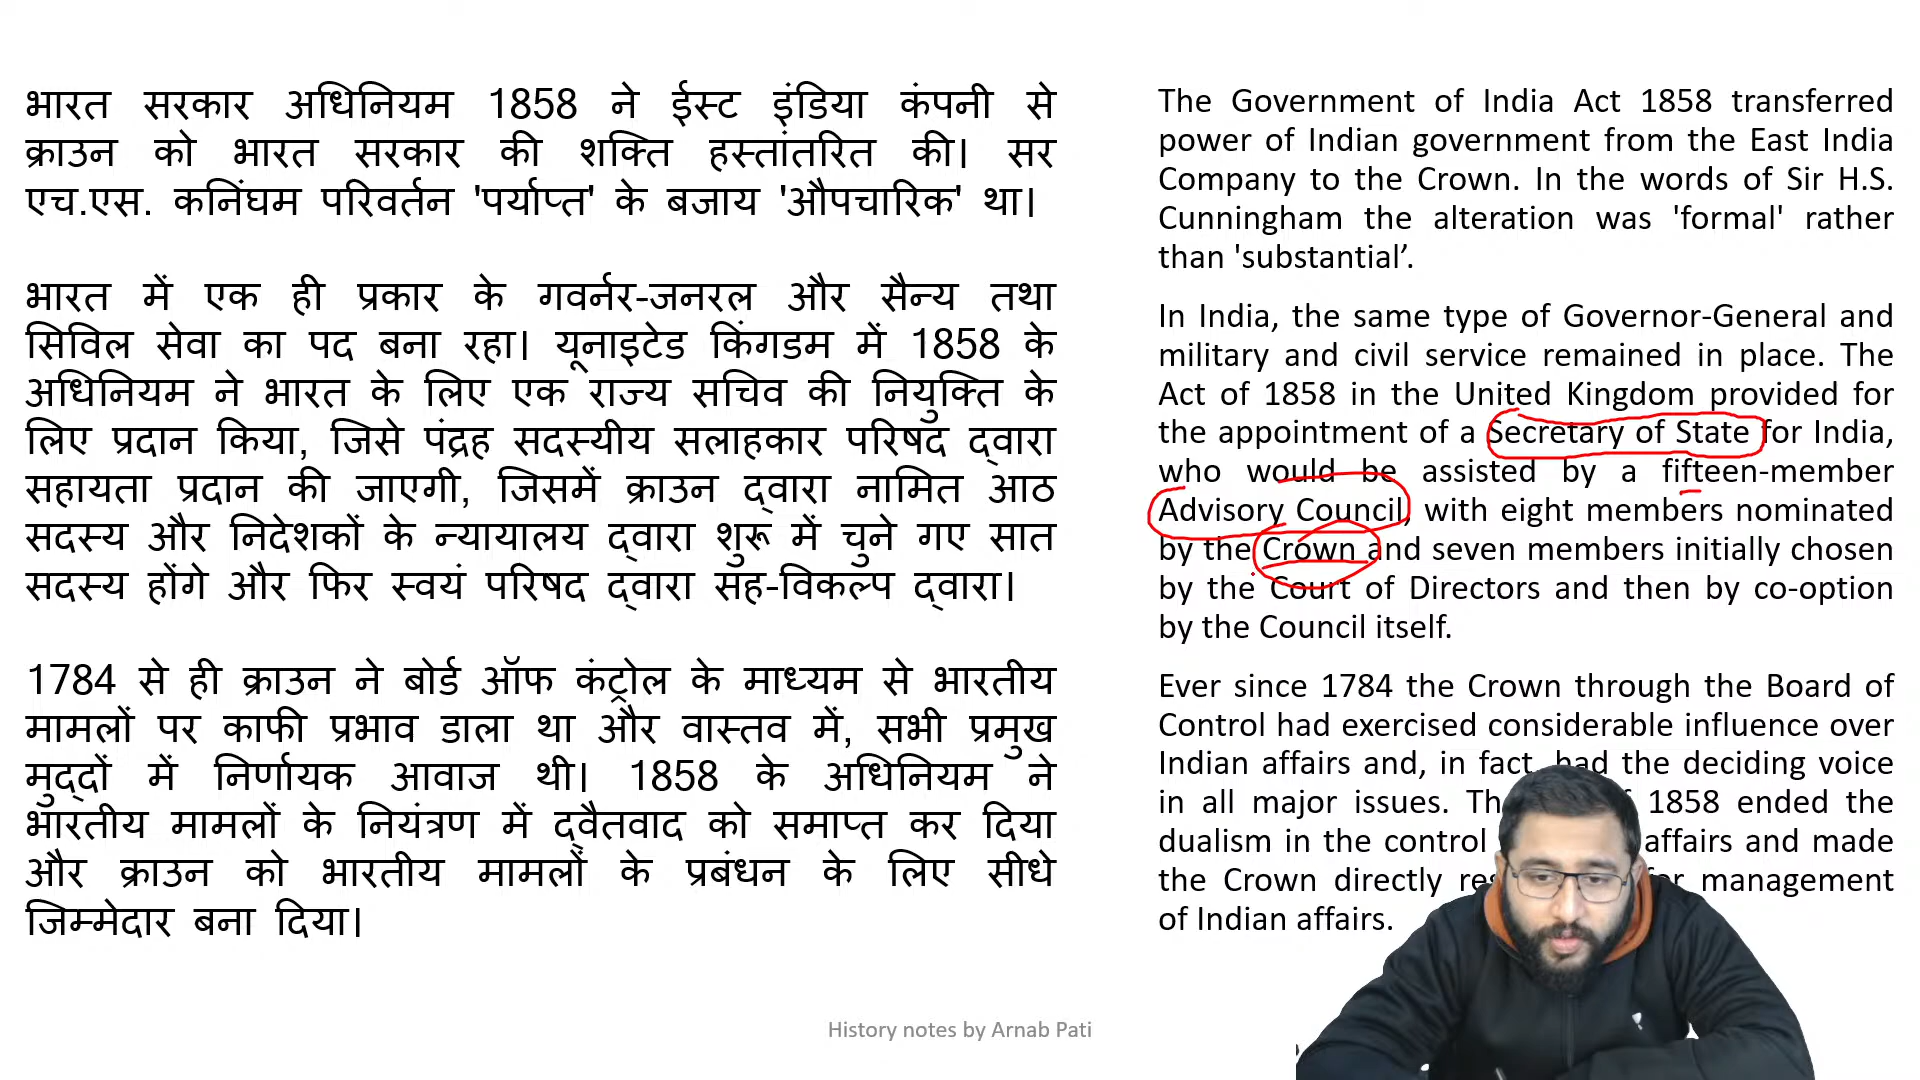 भारत सरकार अधिनियम 1858 ने ईस्ट इंडिया कंपनी से
क्राउन को भारत सरकार की शक्ति हस्तांतरित की। सर
एच.एस. कनिंघम परिवर्तन 'पर्याप्त' के बजाय 'औपचारिक' था।
भारत में एक ही प्रकार के गवर्नर-जनरल और सैन्य तथा
सिविल सेवा का पद बना रहा। यूनाइटेड किंगडम में 1858 के
अधिनियम ने भारत के लिए एक राज्य सचिव की नियुक्ति के
लिए प्रदान किया, जिसे पंद्रह सदस्यीय सलाहकार परिषद द्वारा
सहायता प्रदान की जाएगी, जिसमें क्राउन द्वारा नामित आठ
सदस्य और निदेशकों के न्यायालय द्वारा शुरू में चुने गए सात
सदस्य होंगे और फिर स्वयं परिषद द्वारा सह-विकल्प द्वारा।
1784 से ही क्राउन ने बोर्ड ऑफ कंट्रोल के माध्यम से भारतीय
मामलों पर काफी प्रभाव डाला था और वास्तव में, सभी प्रमुख
मुद्दों में निर्णायक आवाज थी। 1858 के अधिनियम ने
भारतीय मामलों के नियंत्रण में द्वैतवाद को समाप्त कर दिया
और क्राउन को भारतीय मामलों के प्रबंधन के लिए सीधे
जिम्मेदार बना दिया।
The Government of India Act 1858 transferred
power of Indian government from the East India
Company to the Crown. In the words of Sir H.S.
Cunningham the alteration was 'formal' rather
than 'substantial’.
In India, the same type of Governor-General and
military and civil service remained in place. The
Act of 1858 in the United Kingdom provided for
the appointment of a Secretary of State for India,
who would be assisted by a fifteen-member
Advisory Council, with eight members nominated
by the Crown and seven members initially chosen
by the Court of Directors and then by co-option
by the Council itself.
Ever since 1784 the Crown through the Board of
Control had exercised considerable influence over
Indian affairs and, in fact, had the deciding voice
in all major issues. 1858 ended the
dualism in the control affairs and made
the Crown directly management
of Indian affairs.
History notes by Arnab Pati